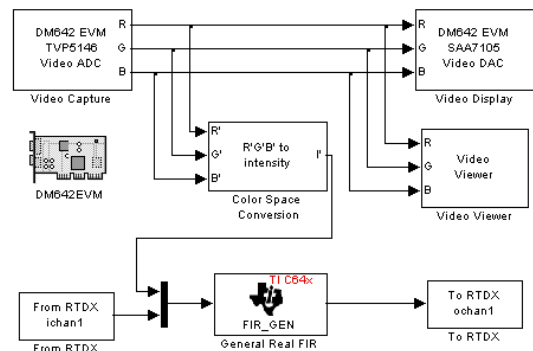 DM642 EVM
TVP5146
Video ADC
R
G
B
Video Capture
R
G
B
DM642 EVM
SAA7105
Video DAC
Video Display
DM642EVM
R'
G'
B'
R'G'B' to
intensity
I'
Color Space
Conversion
R
G
B
Video
Viewer
Video Viewer
From RTDX
ichan1
From RTDX
TI C64x
FIR_GEN
General Real FIR
To RTDX
ochan1
To RTDX